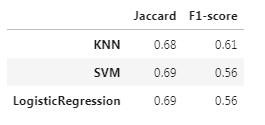 Jaccard F1-score
KNN 0.68 0.61
SVM 0.69 0.56
LogisticRegression 0.69 0.56